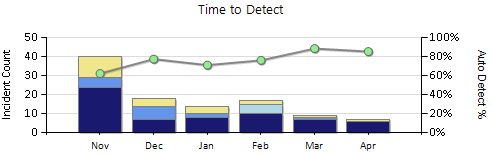 Time to Detect
50 100%
40 80%
30 60%
20 40%
10 20%
0 0%
Incident Count
Auto Detect %
Nov Dec Jan Feb Mar Apr